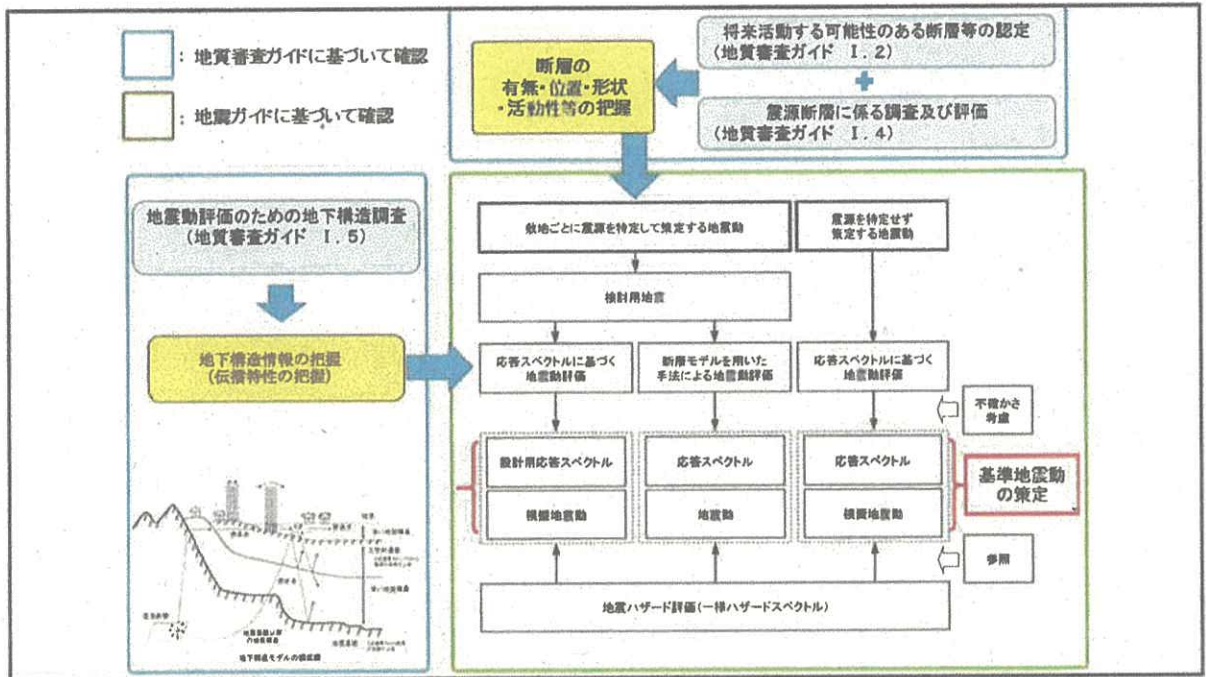 ：地質審査ガイドに基づいて確認
：地震ガイドに基づいて確認
断層の
有無・位置・形状
・活動性等の把握
将来活動する可能性のある断層等の認定
（地質審査ガイド　Ⅰ．２）
＋
震源断層に係る調査及び評価
（地質審査ガイド　Ⅰ．４）
地震動評価のための地下構造調査
（地質審査ガイド　Ⅰ．５）
地下構造情報の把握
（伝播特性の把握）
敷地ごとに震源を特定して策定する地震動
震源を特定せず
策定する地震動
検討用地震
応答スペクトルに基づく
地震動評価
断層モデルを用いた
手法による地震動評価
応答スペクトルに基づく
地震動評価
不確かさ
考慮
設計用応答スペクトル
模擬地震動
応答スペクトル
地震動
応答スペクトル
模擬地震動
基準地震動
の策定
参照
地震ハザード評価（一様ハザードスペクトル）
地下構造モデルの概念図